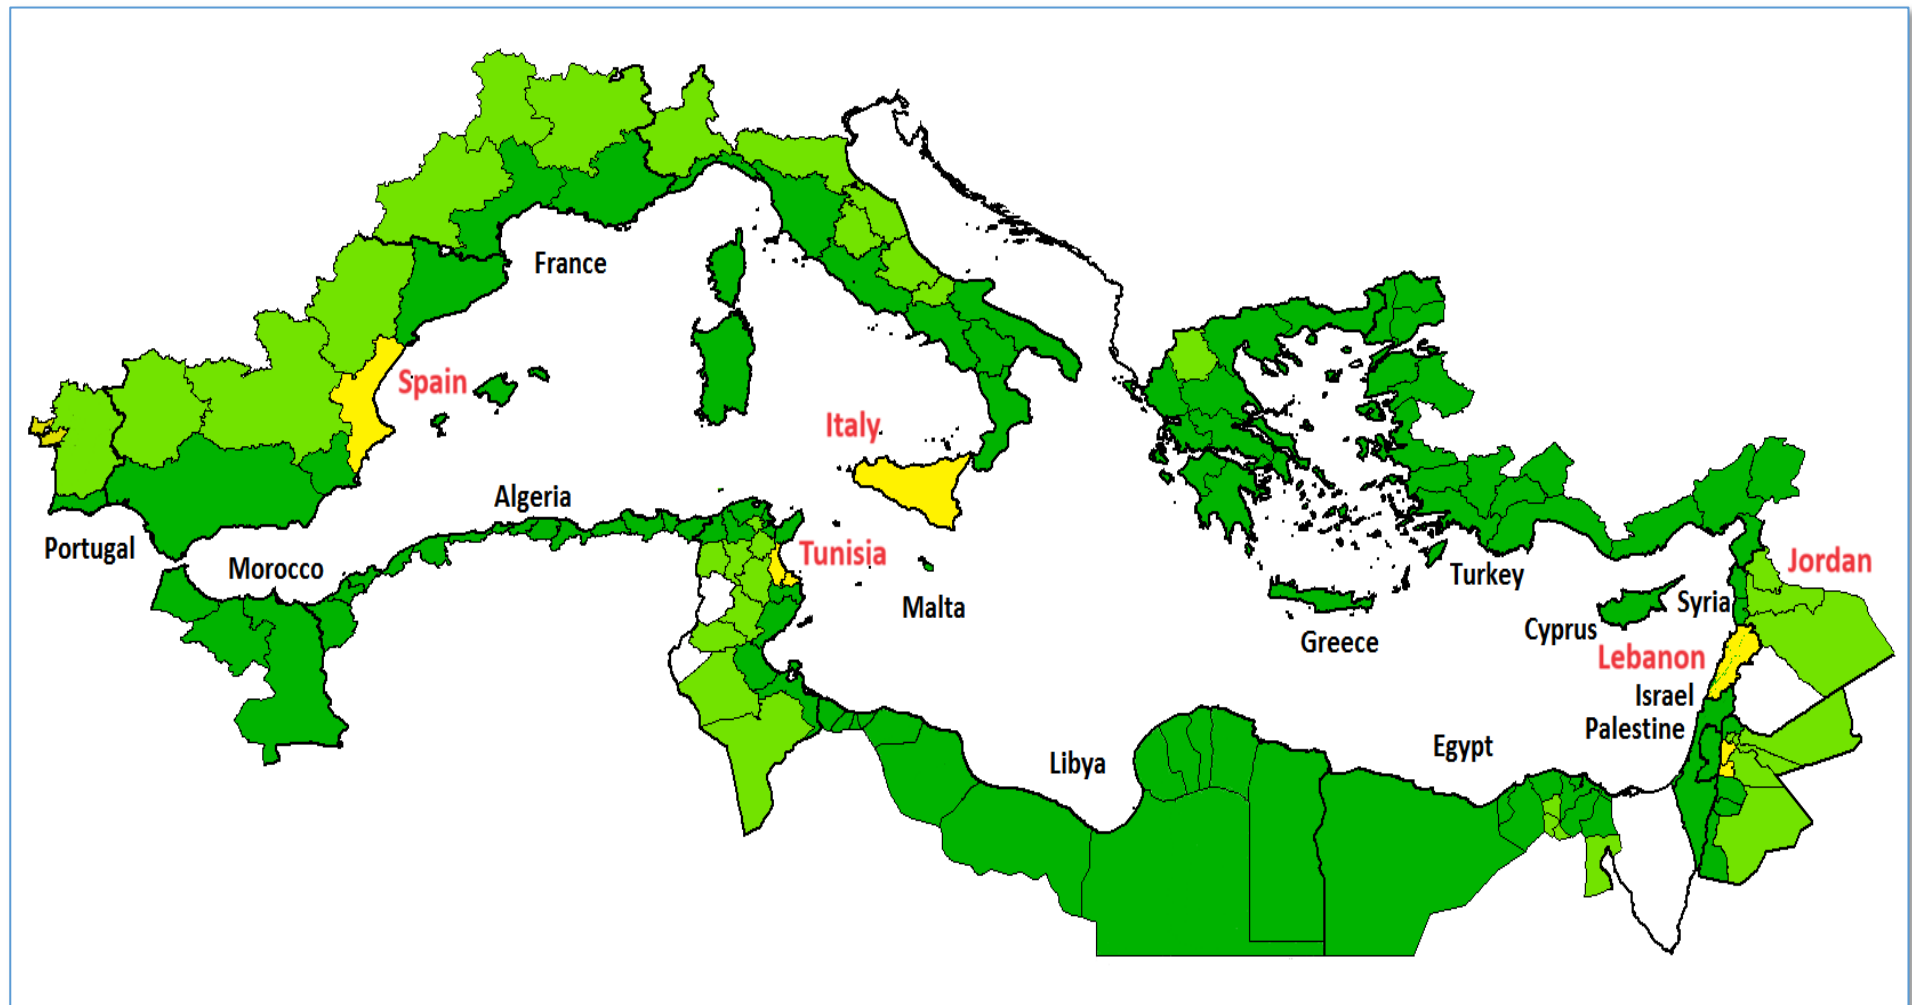 France
Spain
Italy
Algeria
Portugal
Morocco
Tunisia
Malta
Turkey
Jordan
Syria
Cyprus
Greece
Lebanon
Israel
Palestine
Egypt
Libya